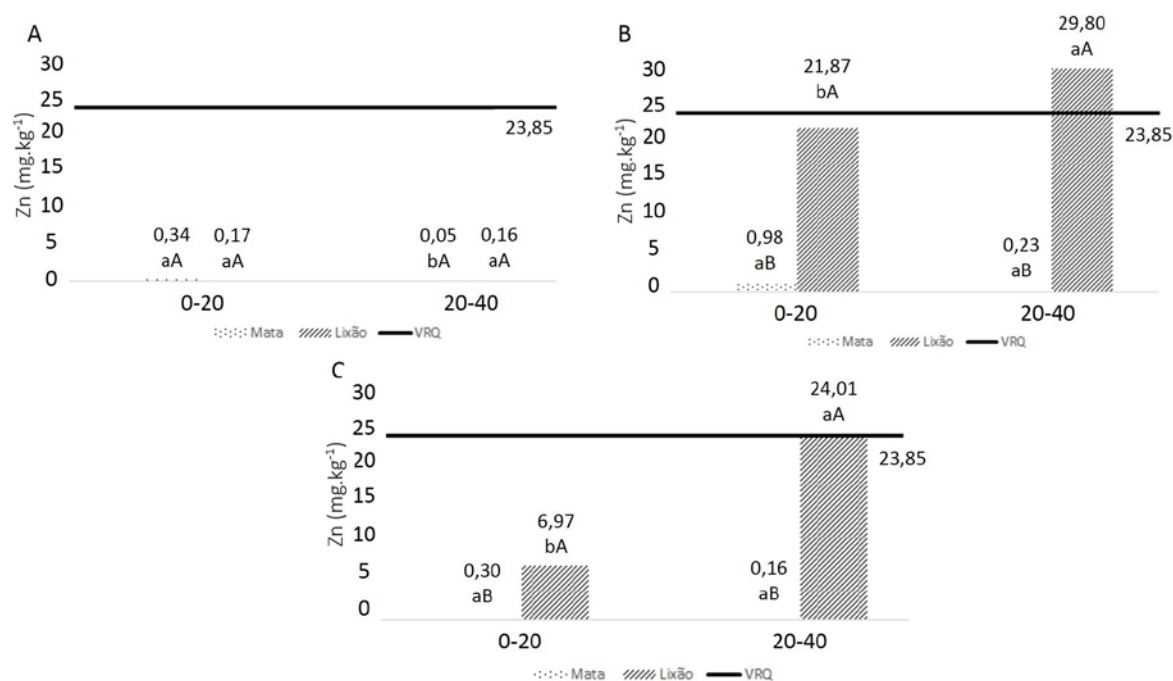 A
Zn (mg.kg-1)
30
25
20
15
10
5
0
23,85
0,34
aA
0,17
aA
0,05
bA
0,16
aA
0-20
20-40
Mata Lixão VRQ
B
Zn (mg.kg-1)
30
25
20
15
10
5
0
0,98
aB
21,87
bA
0,23
aB
29,80
aA
23,85
0-20
20-40
Mata Lixão VRQ
C
Zn (mg.kg-1)
30
25
20
15
10
5
0
0,30
aB
6,97
bA
0,16
aB
24,01
aA
23,85
0-20
20-40
Mata Lixão VRQ